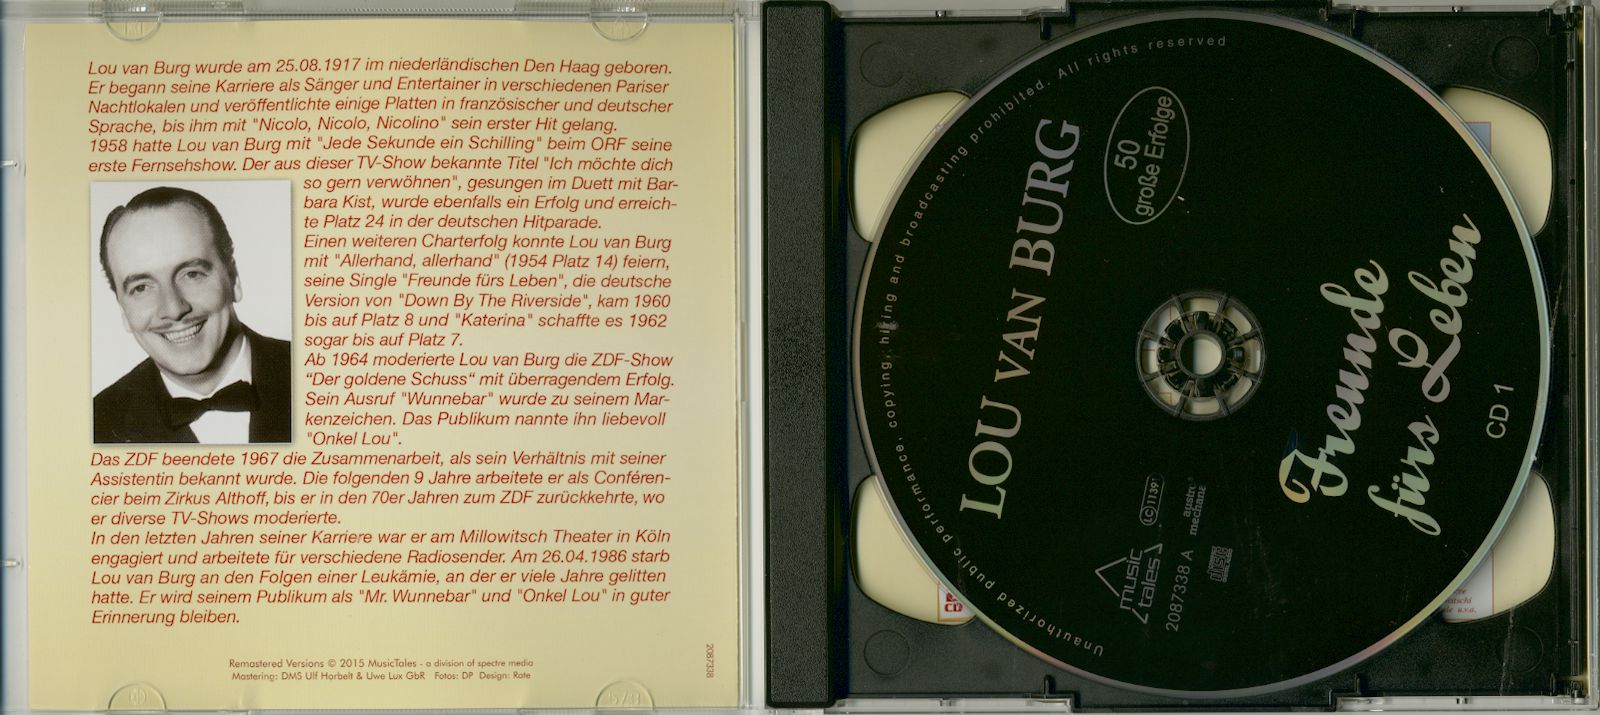 Lou van Burg wurde am 25.08.1917 im niederländischen Den Haag geboren.
Er begann seine Karriere als Sänger und Entertainer in verschiedenen Pariser
Nachtlokalen und veröffentlichte einige Platten in französischer und deutscher
Sprache, bis ihm mit "Nicolo, Nicolo, Nicolino" sein erster Hit gelang.
1958 hatte Lou van Burg mit "Jede Sekunde ein Schilling" beim ORF seine
erste Fernsehshow. Der aus dieser TV-Show bekannte Titel "Ich möchte dich
so gern verwöhnen", gesungen im Duett mit Bar-
bara Kist, wurde ebenfalls ein Erfolg und erreich-
te Platz 24 in der deutschen Hitparade.
Einen weiteren Charterfolg konnte Lou van Burg
mit "Allerhand, allerhand" (1954 Platz 14) feiern,
seine Single "Freunde fürs Leben", die deutsche
Version von "Down By The Riverside", kam 1960
bis auf Platz 8 und "Katerina" schaffte es 1962
sogar bis auf Platz 7.
Ab 1964 moderierte Lou van Burg die ZDF-Show
“Der goldene Schuss“ mit überragendem Erfolg.
Sein Ausruf "Wunnebar" wurde zu seinem Mar-
kenzeichen. Das Publikum nannte ihn liebevoll
"Onkel Lou".
Das ZDF beendete 1967 die Zusammenarbeit, als sein Verhältnis mit seiner
Assistentin bekannt wurde. Die folgenden 9 Jahre arbeitete er als Conféren-
cier beim Zirkus Althoff, bis er in den 70er Jahren zum ZDF zurückkehrte, wo
er diverse TV-Shows moderierte.
In den letzten Jahren seiner Karriere war er am Millowitsch Theater in Köln
engagiert und arbeitete für verschiedene Radiosender. Am 26.04.1986 starb
Lou van Burg an den Folgen einer Leukämie, an der er viele Jahre gelitten
hatte. Er wird seinem Publikum als "Mr. Wunnebar" und "Onkel Lou" in guter
Erinnerung bleiben.
Remastered Versions © 2015 MusicTales - a division of spectre media
Mastering: DMS Ulf Horbelt & Uwe Lux GbR Fotos: DP Design: Rate
2087338
Unauthorized public performance, copying, hiring and broadcasting prohibited. All rights reserved
LOU VAN BURG
50
große Erfolge
Freunde
fürs Leben
CD 1
music
tales
2087338 A
LC 11391
austro
mechana
disc
CD